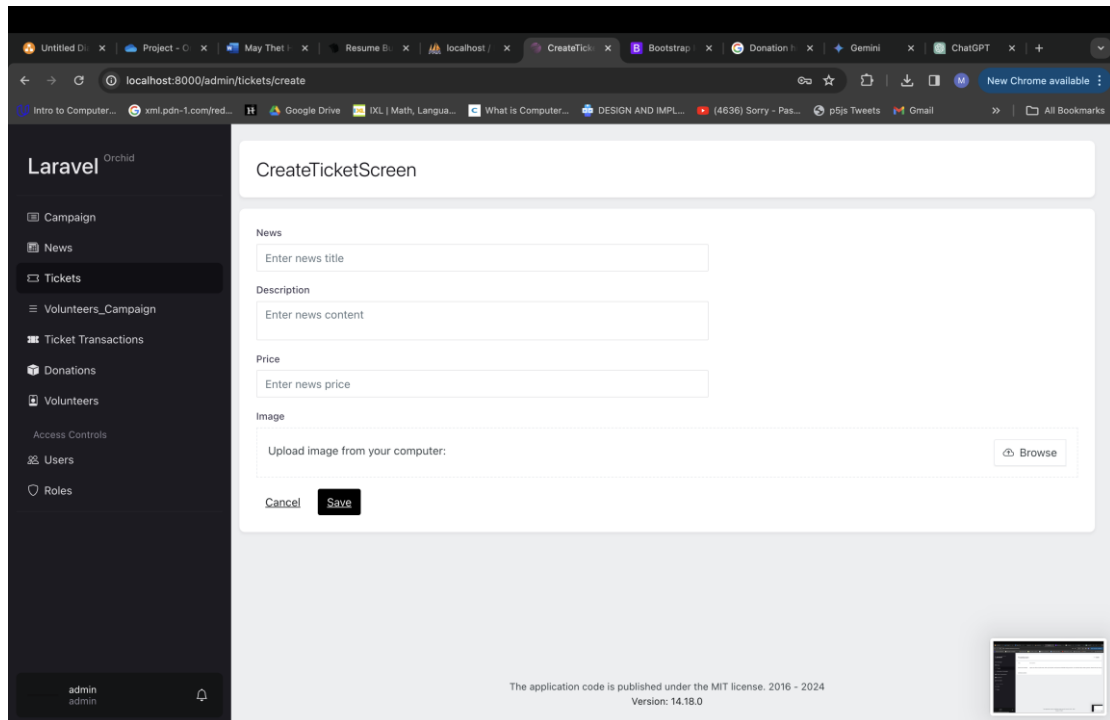 Untitled Di
Project - O
May Thet H
Resume Bu
localhost /
CreateTick
Bootstrap
Donation h
Gemini
ChatGPT
localhost:8000/admin/tickets/create
M
New Chrome available
Intro to Computer...
xml.pdn-1.com/red...
Google Drive
IXL | Math, Langua...
What is Computer...
DESIGN AND IMPL...
(4636) Sorry - Pas...
p5js Tweets
Gmail
»
All Bookmarks
Laravel Orchid
Campaign
News
Tickets
Volunteers_Campaign
Ticket Transactions
Donations
Volunteers
Access Controls
Users
Roles
admin
admin
CreateTicketScreen
News
Enter news title
Description
Enter news content
Price
Enter news price
Image
Upload image from your computer:
Browse
Cancel
Save
The application code is published under the MIT license. 2016 - 2024
Version: 14.18.0